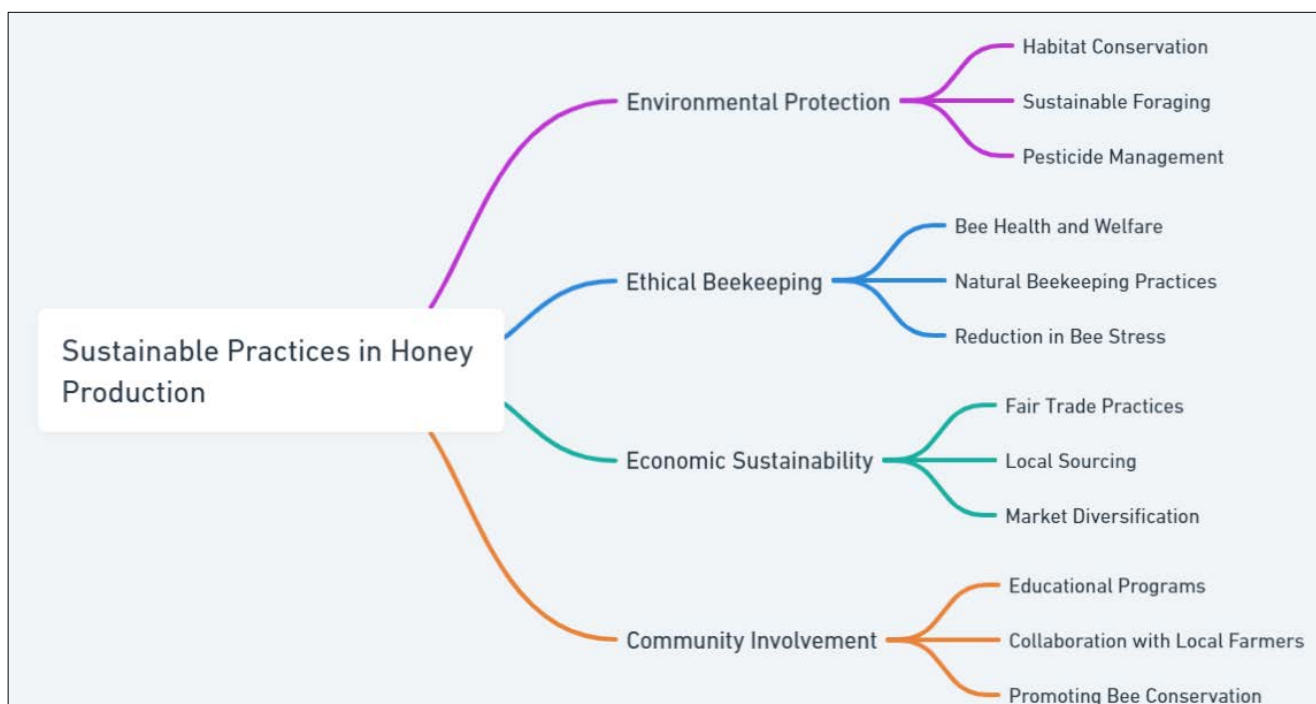 Sustainable Practices in Honey
Production
Environmental Protection
Habitat Conservation
Sustainable Foraging
Pesticide Management
Ethical Beekeeping
Bee Health and Welfare
Natural Beekeeping Practices
Reduction in Bee Stress
Economic Sustainability
Fair Trade Practices
Local Sourcing
Market Diversification
Community Involvement
Educational Programs
Collaboration with Local Farmers
Promoting Bee Conservation